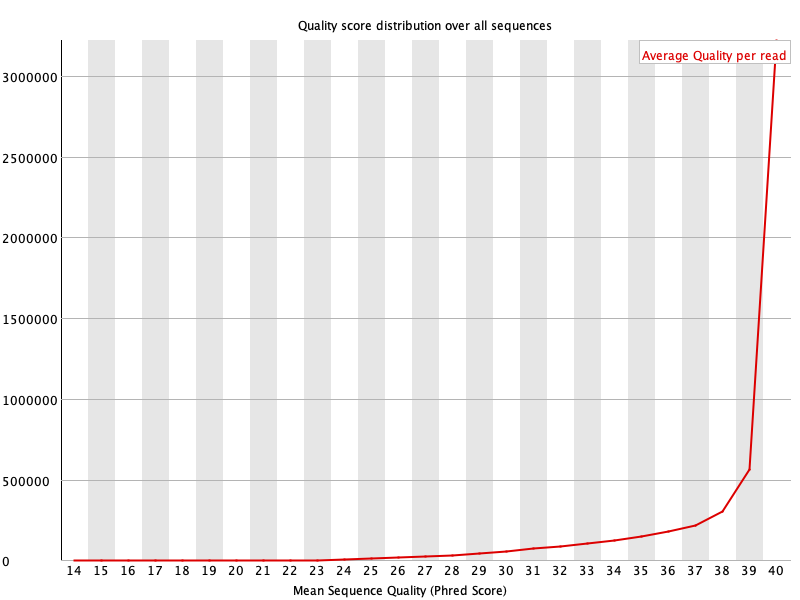 Quality score distribution over all sequences
Average Quality per read
3000000
2500000
2000000
1500000
1000000
500000
0
14 15 16 17 18 19 20 21 22 23 24 25 26 27 28 29 30 31 32 33 34 35 36 37 38 39 40
Mean Sequence Quality (Phred Score)